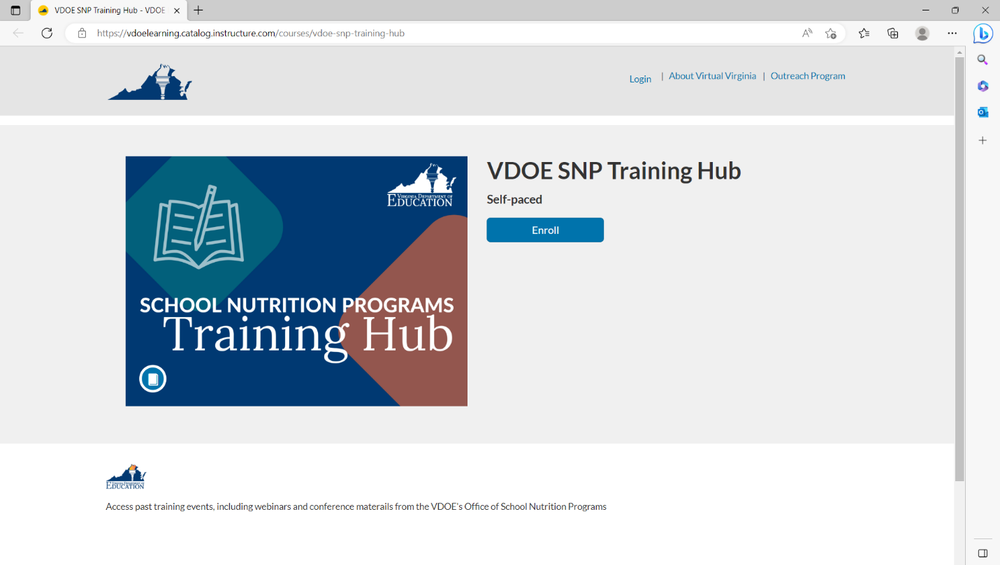 VDOE SNP Training Hub - VDOE
https://vdoelearning.catalog.instructure.com/courses/vdoe-snp-training-hub
Login | About Virtual Virginia | Outreach Program
VIRGINIA DEPARTMENT OF
EDUCATION
SCHOOL NUTRITION PROGRAMS
Training Hub
VDOE SNP Training Hub
Self-paced
Enroll
VIRGINIA DEPARTMENT OF
EDUCATION
Access past training events, including webinars and conference materails from the VDOE's Office of School Nutrition Programs